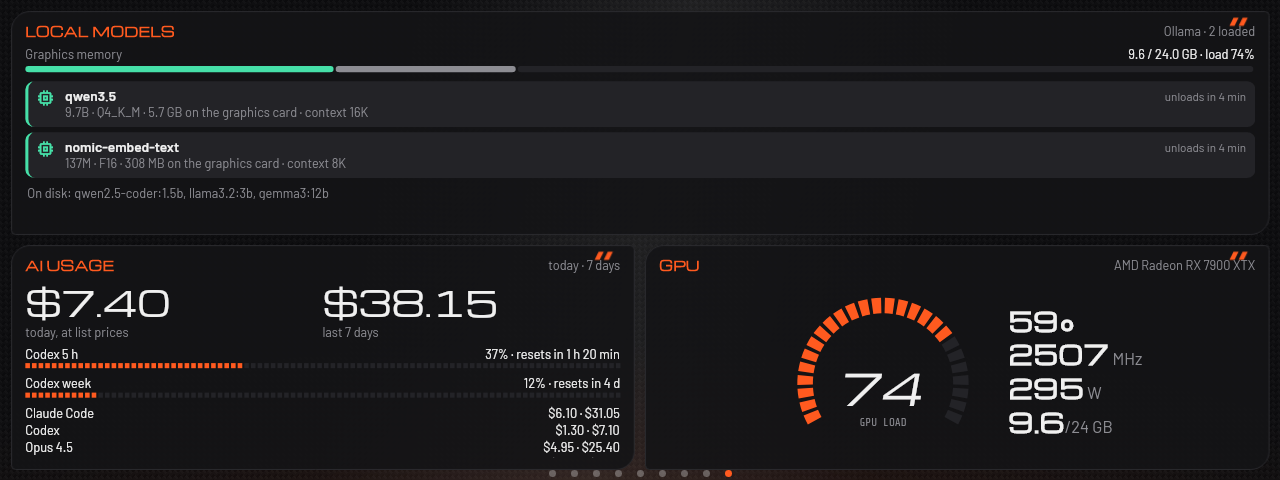 LOCAL MODELS
Ollama · 2 loaded
Graphics memory
9.6 / 24.0 GB · load 74%
qwen3.5
unloads in 4 min
9.7B · Q4_K_M · 5.7 GB on the graphics card · context 16K
nomic-embed-text
unloads in 4 min
137M · F16 · 308 MB on the graphics card · context 8K
On disk: qwen2.5-coder:1.5b, llama3.2:3b, gemma3:12b
AI USAGE
today · 7 days
$7.40
$38.15
today, at list prices
last 7 days
Codex 5 h
37% · resets in 1 h 20 min
Codex week
12% · resets in 4 d
Claude Code
$6.10 · $31.05
Codex
$1.30 · $7.10
Opus 4.5
$4.95 · $25.40
GPU
AMD Radeon RX 7900 XTX
74
GPU LOAD
59°
2507 MHz
295 W
9.6/24 GB